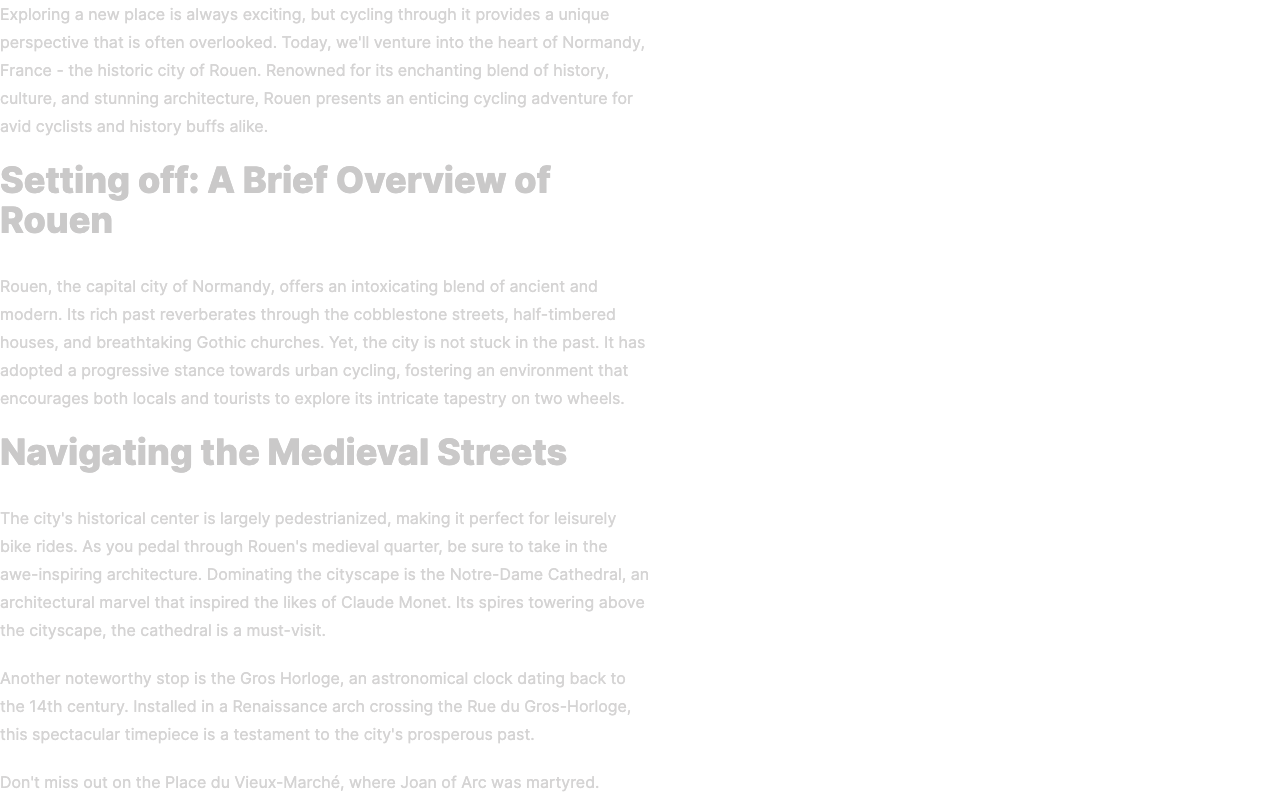 Exploring a new place is always exciting, but cycling through it provides a unique
perspective that is often overlooked. Today, we'll venture into the heart of Normandy,
France - the historic city of Rouen. Renowned for its enchanting blend of history,
culture, and stunning architecture, Rouen presents an enticing cycling adventure for
avid cyclists and history buffs alike.
Setting off: A Brief Overview of
Rouen
Rouen, the capital city of Normandy, offers an intoxicating blend of ancient and
modern. Its rich past reverberates through the cobblestone streets, half-timbered
houses, and breathtaking Gothic churches. Yet, the city is not stuck in the past. It has
adopted a progressive stance towards urban cycling, fostering an environment that
encourages both locals and tourists to explore its intricate tapestry on two wheels.
Navigating the Medieval Streets
The city's historical center is largely pedestrianized, making it perfect for leisurely
bike rides. As you pedal through Rouen's medieval quarter, be sure to take in the
awe-inspiring architecture. Dominating the cityscape is the Notre-Dame Cathedral, an
architectural marvel that inspired the likes of Claude Monet. Its spires towering above
the cityscape, the cathedral is a must-visit.
Another noteworthy stop is the Gros Horloge, an astronomical clock dating back to
the 14th century. Installed in a Renaissance arch crossing the Rue du Gros-Horloge,
this spectacular timepiece is a testament to the city's prosperous past.
Don't miss out on the Place du Vieux-Marché, where Joan of Arc was martyred.